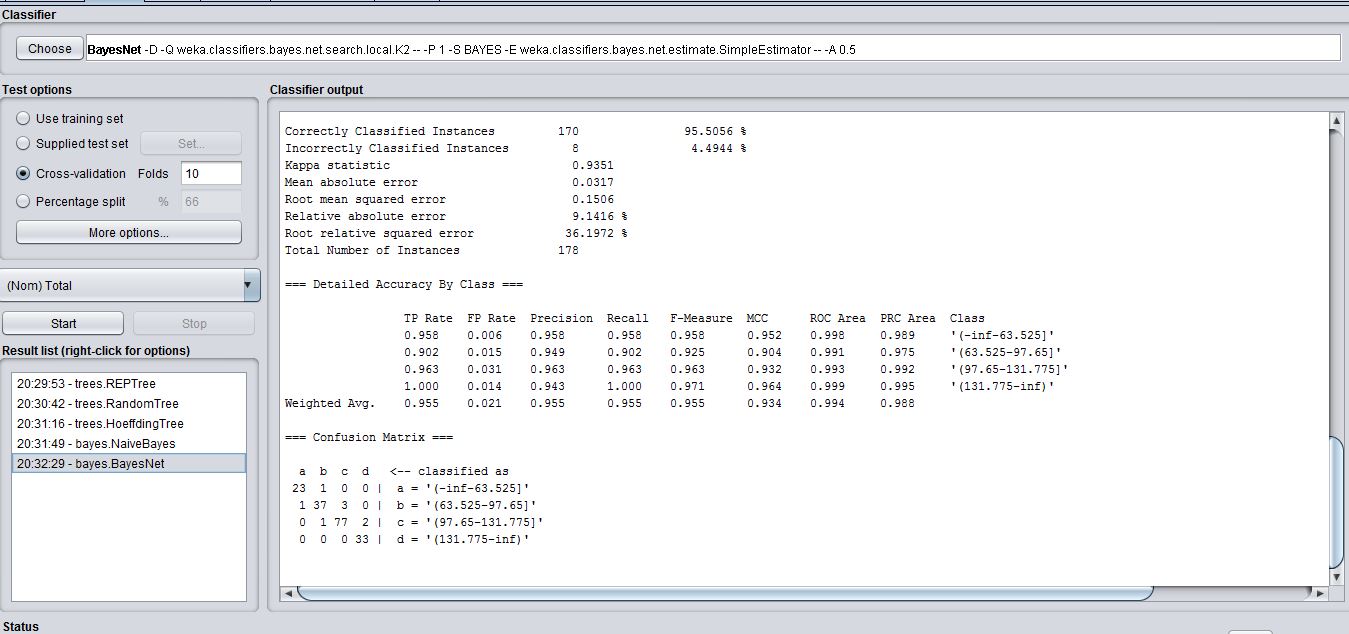 Classifier
Choose BayesNet -D -Q weka.classifiers.bayes.net.search.local.K2 -- -P 1 -S BAYES -E weka.classifiers.bayes.net.estimate.SimpleEstimator -- -A 0.5
Test options
Use training set
Supplied test set Set...
Cross-validation Folds 10
Percentage split % 66
More options...
(Nom) Total
Start Stop
Result list (right-click for options)
20:29:53 - trees.REPTree
20:30:42 - trees.RandomTree
20:31:16 - trees.HoeffdingTree
20:31:49 - bayes.NaiveBayes
20:32:29 - bayes.BayesNet
Classifier output
Correctly Classified Instances 170 95.5056 %
Incorrectly Classified Instances 8 4.4944 %
Kappa statistic 0.9351
Mean absolute error 0.0317
Root mean squared error 0.1506
Relative absolute error 9.1416 %
Root relative squared error 36.1972 %
Total Number of Instances 178
=== Detailed Accuracy By Class ===
TP Rate FP Rate Precision Recall F-Measure MCC ROC Area PRC Area Class
0.958 0.006 0.958 0.958 0.958 0.952 0.998 0.989 '(-inf-63.525]'
0.902 0.015 0.949 0.902 0.925 0.904 0.991 0.975 '(63.525-97.65]'
0.963 0.031 0.963 0.963 0.963 0.932 0.993 0.992 '(97.65-131.775]'
1.000 0.014 0.943 1.000 0.971 0.964 0.999 0.995 '(131.775-inf)'
Weighted Avg. 0.955 0.021 0.955 0.955 0.955 0.934 0.994 0.988
=== Confusion Matrix ===
a b c d <-- classified as
23 1 0 0 | a = '(-inf-63.525]'
1 37 3 0 | b = '(63.525-97.65]'
0 1 77 2 | c = '(97.65-131.775]'
0 0 0 33 | d = '(131.775-inf)'
Status